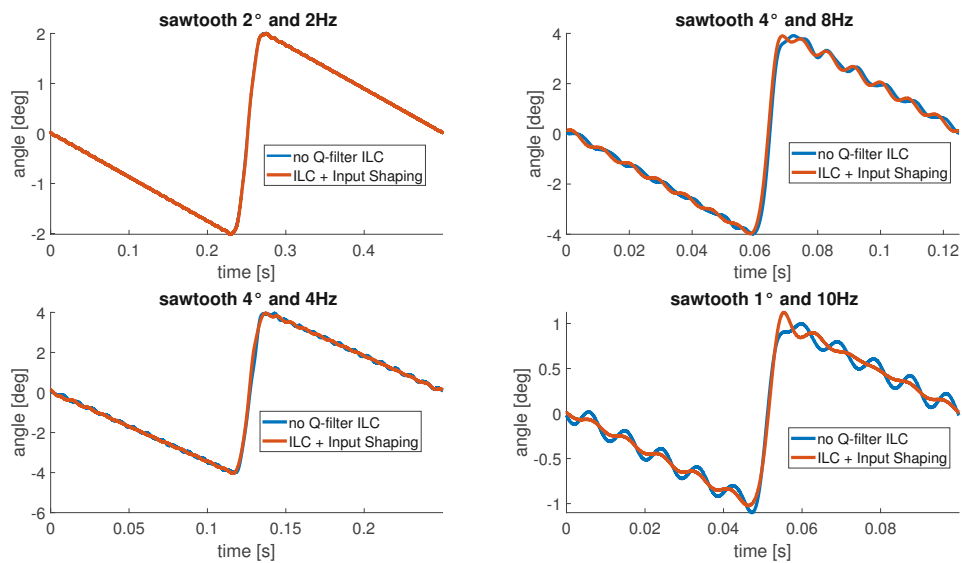 sawtooth 2° and 2Hz
2
1
0
-1
-2
angle [deg]
no Q-filter ILC
ILC + Input Shaping
0 0.1 0.2 0.3 0.4
time [s]
sawtooth 4° and 8Hz
4
2
0
-2
-4
angle [deg]
no Q-filter ILC
ILC + Input Shaping
0 0.02 0.04 0.06 0.08 0.1 0.12
time [s]
sawtooth 4° and 4Hz
4
2
0
-2
-4
-6
angle [deg]
no Q-filter ILC
ILC + Input Shaping
0 0.05 0.1 0.15 0.2
time [s]
sawtooth 1° and 10Hz
1
0.5
0
-0.5
-1
angle [deg]
no Q-filter ILC
ILC + Input Shaping
0 0.02 0.04 0.06 0.08
time [s]